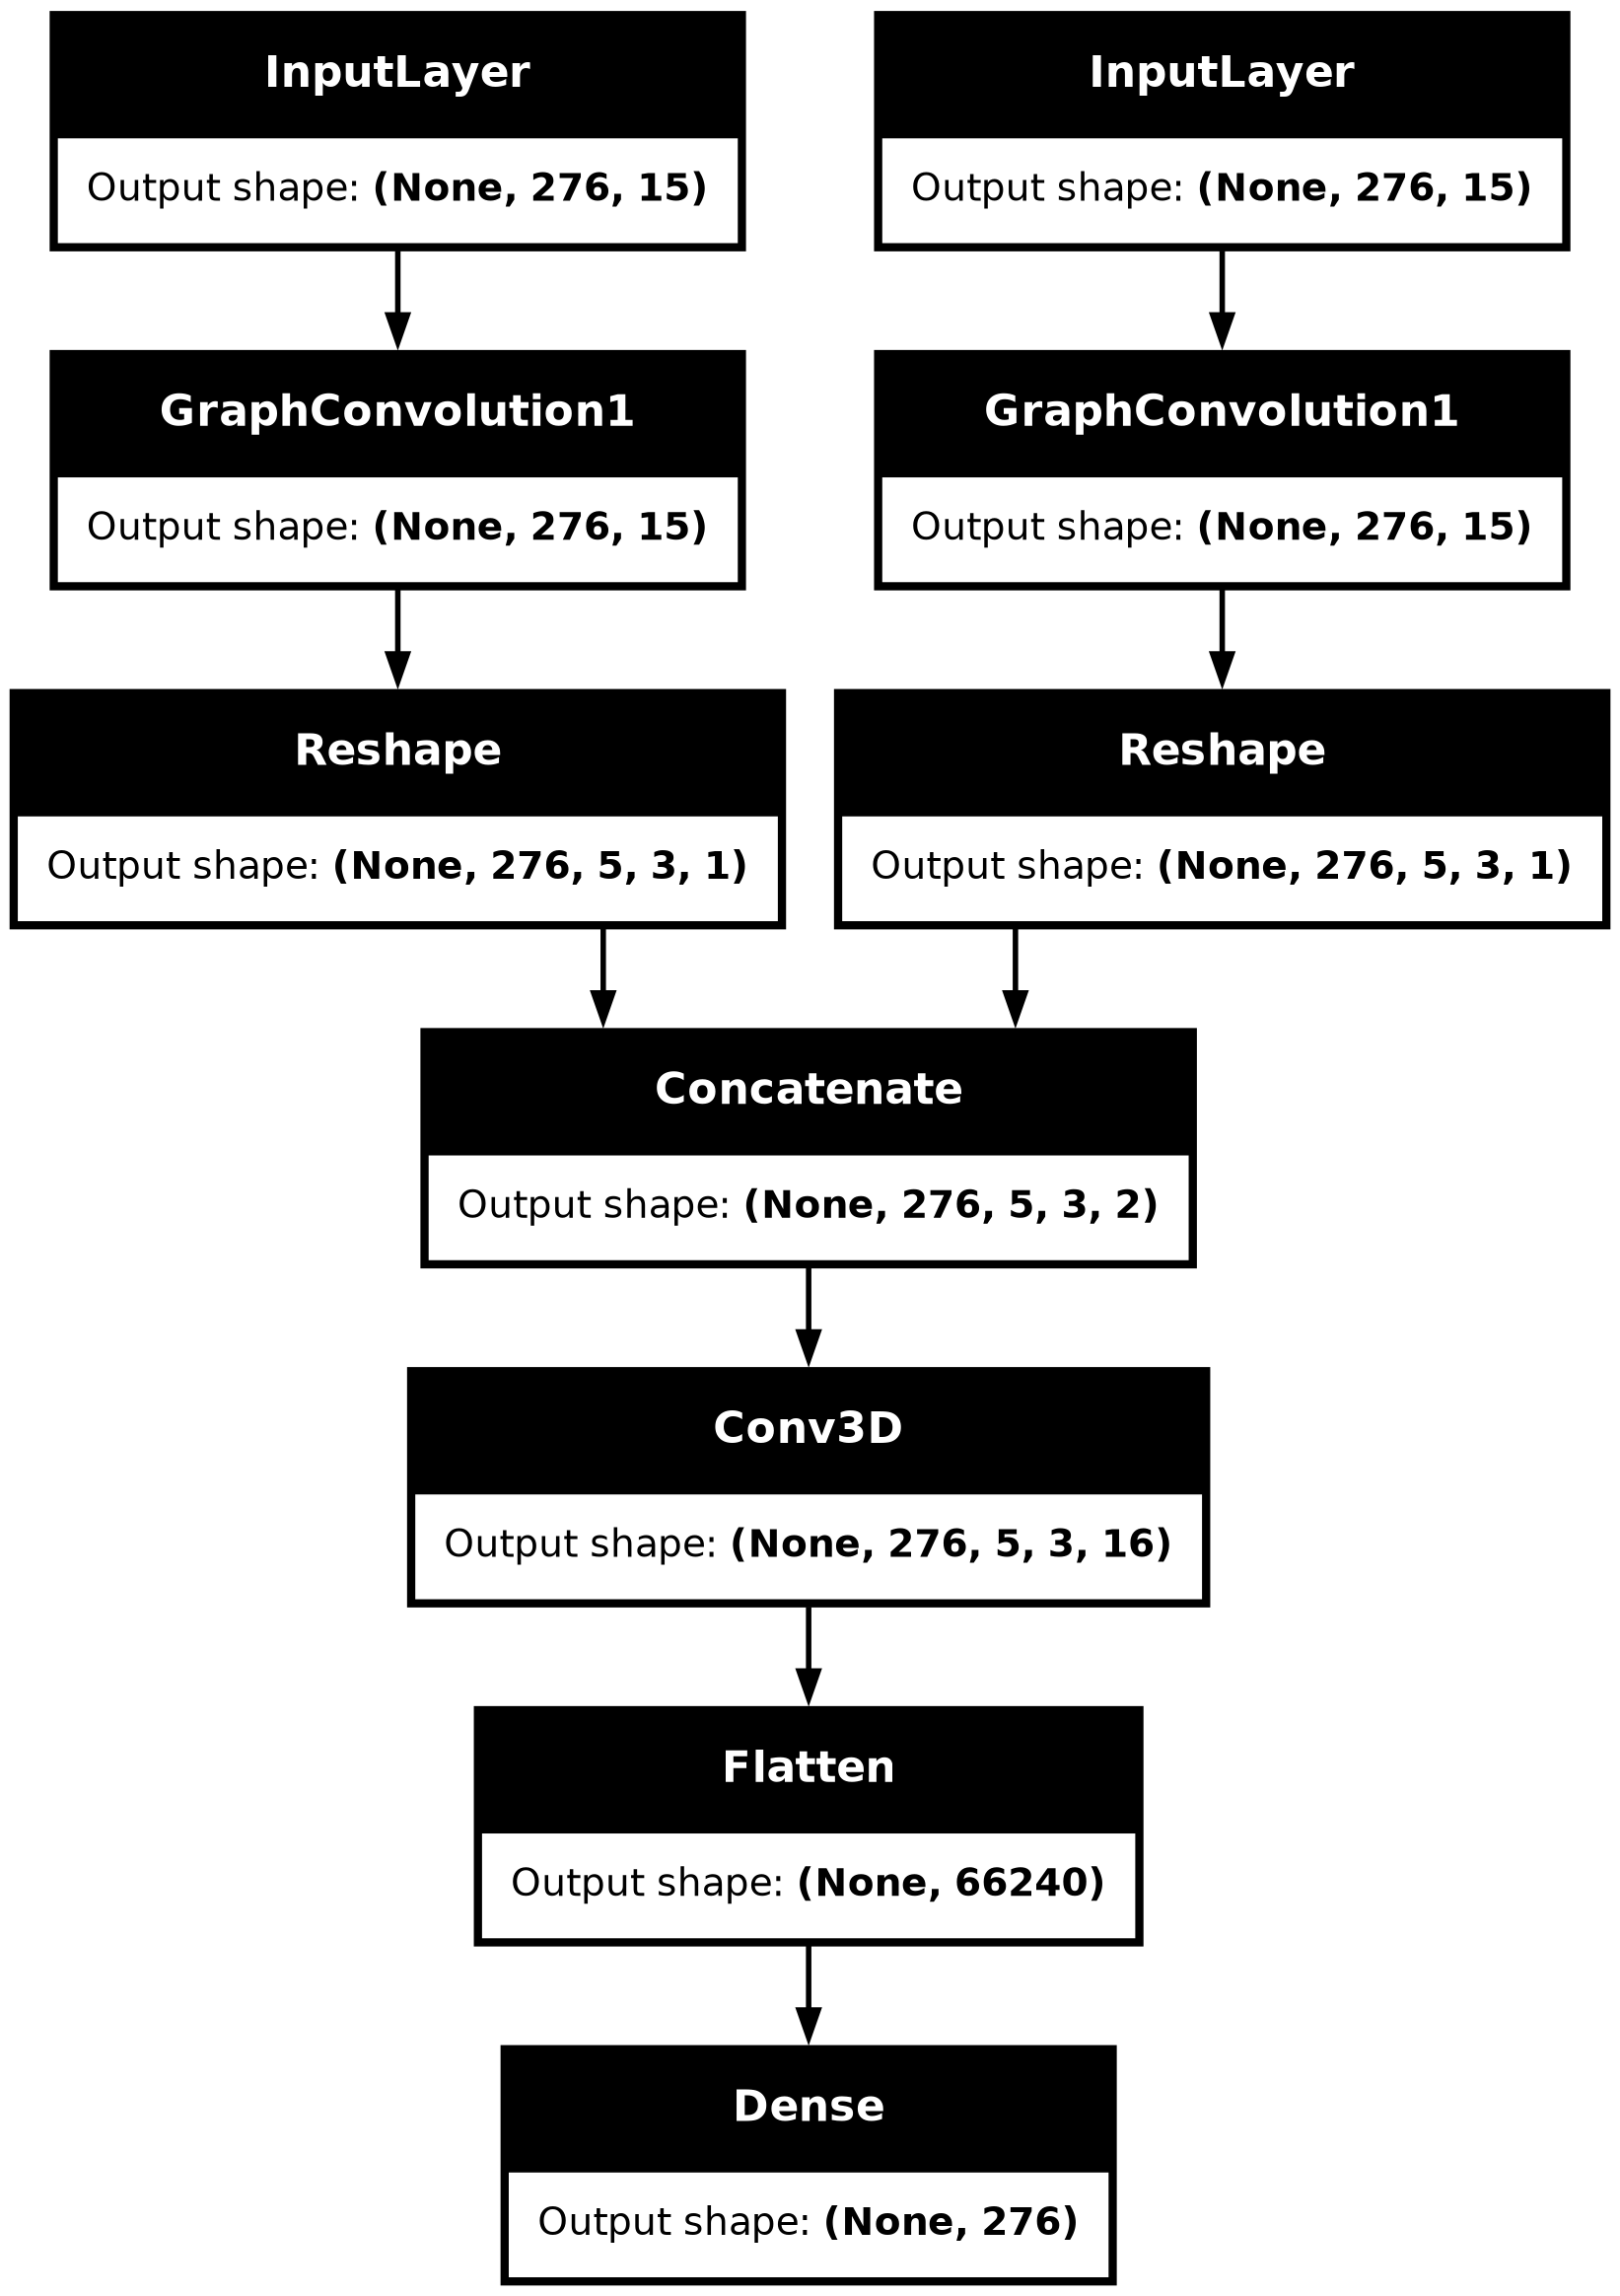 InputLayer
Output shape: (None, 276, 15)
InputLayer
Output shape: (None, 276, 15)
GraphConvolution1
Output shape: (None, 276, 15)
GraphConvolution1
Output shape: (None, 276, 15)
Reshape
Output shape: (None, 276, 5, 3, 1)
Reshape
Output shape: (None, 276, 5, 3, 1)
Concatenate
Output shape: (None, 276, 5, 3, 2)
Conv3D
Output shape: (None, 276, 5, 3, 16)
Flatten
Output shape: (None, 66240)
Dense
Output shape: (None, 276)